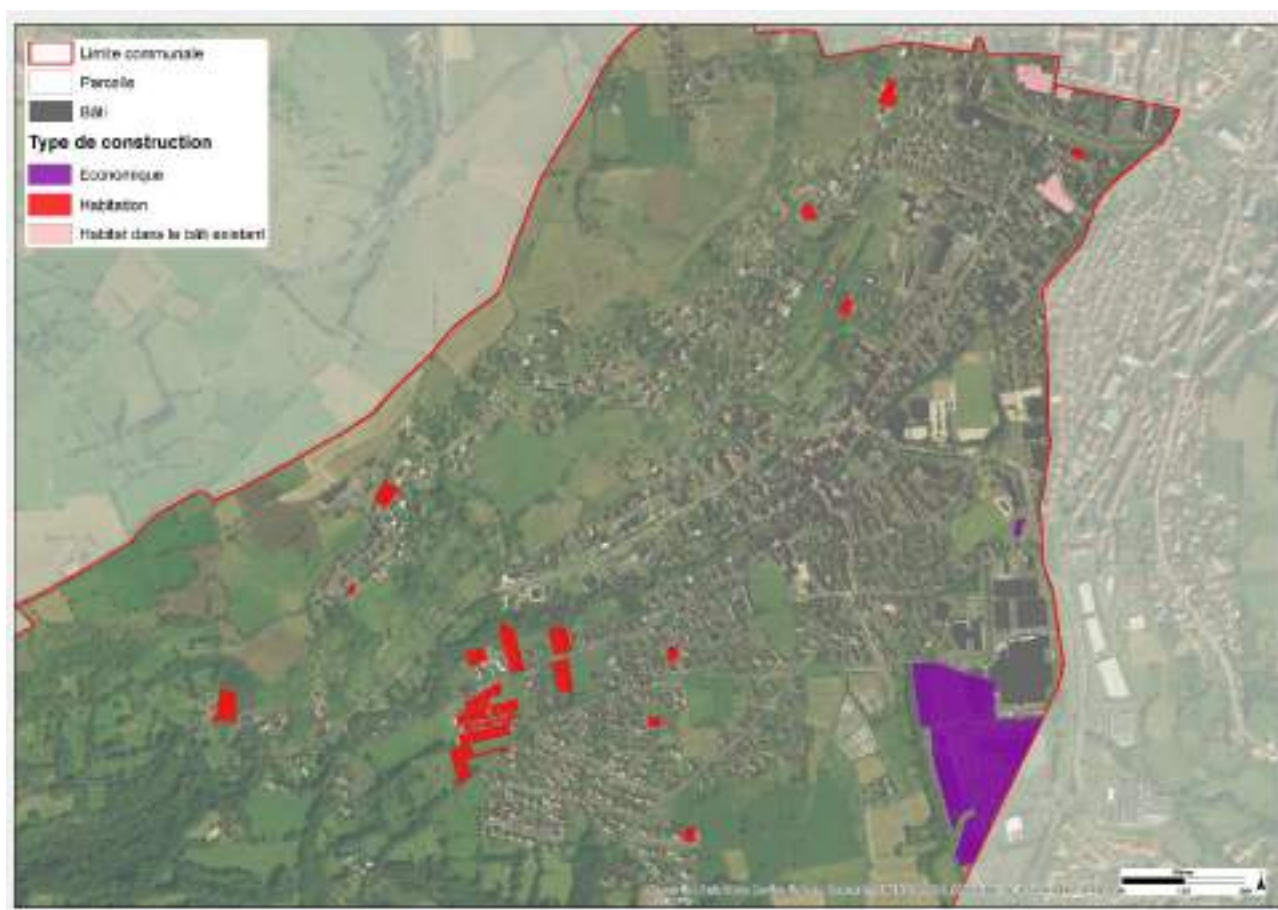 Limite communale
Parcelle
Bâti
Type de construction
Economique
Habitation
Habitat dans le bâti existant